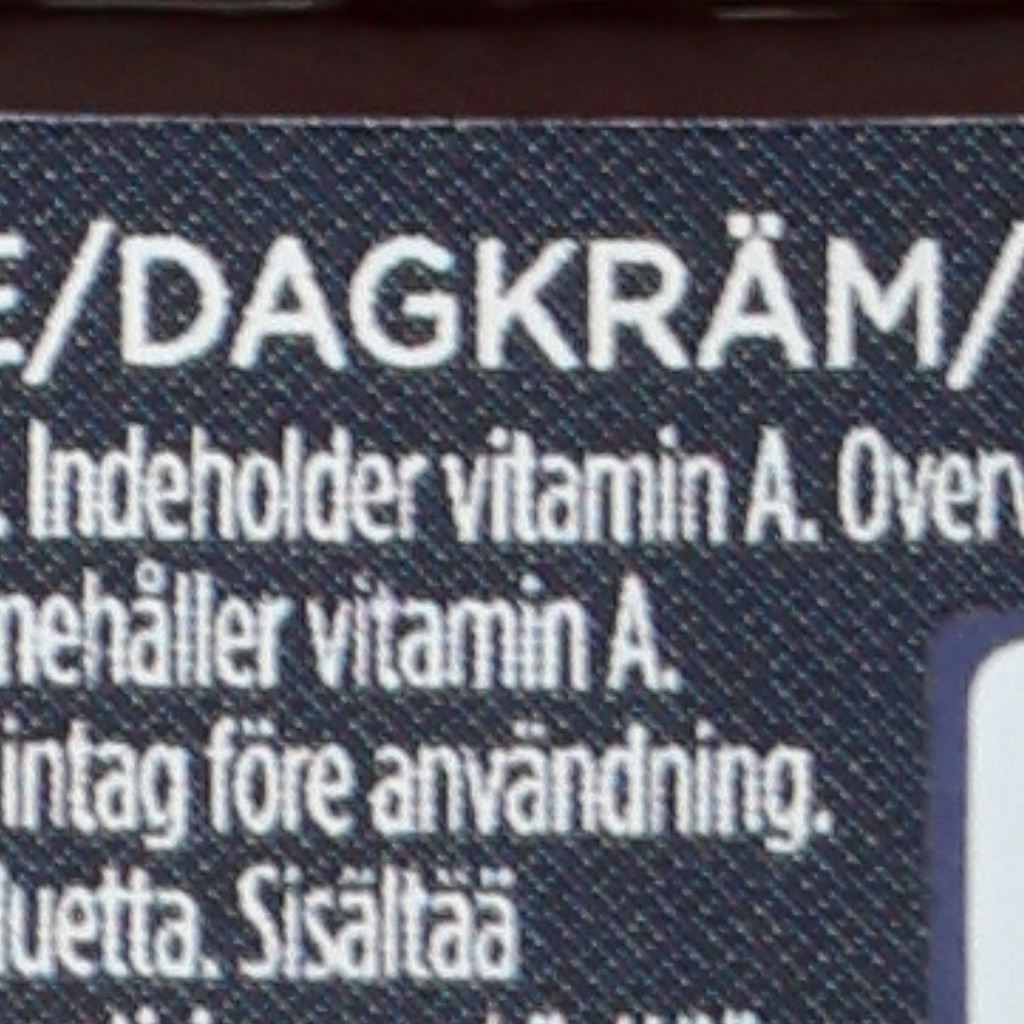 E/DAGKRÄM/
. Indeholder vitamin A. Overv
nehåller vitamin A.
intag före användning.
luetta. Sisältää